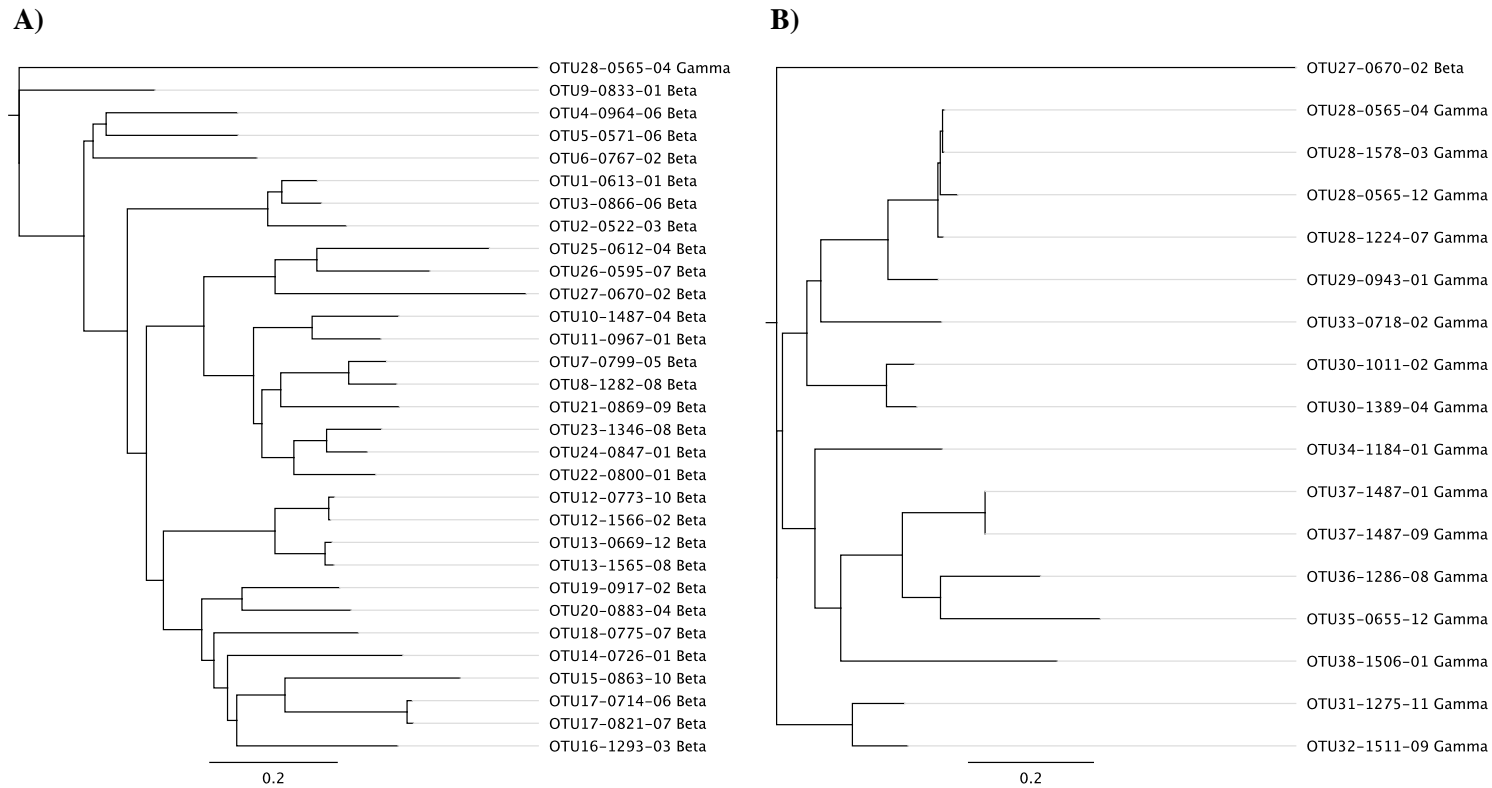 A)
OTU28-0565-04 Gamma
OTU9-0833-01 Beta
OTU4-0964-06 Beta
OTU5-0571-06 Beta
OTU6-0767-02 Beta
OTU1-0613-01 Beta
OTU3-0866-06 Beta
OTU2-0522-03 Beta
OTU25-0612-04 Beta
OTU26-0595-07 Beta
OTU27-0670-02 Beta
OTU10-1487-04 Beta
OTU11-0967-01 Beta
OTU7-0799-05 Beta
OTU8-1282-08 Beta
OTU21-0869-09 Beta
OTU23-1346-08 Beta
OTU24-0847-01 Beta
OTU22-0800-01 Beta
OTU12-0773-10 Beta
OTU12-1566-02 Beta
OTU13-0669-12 Beta
OTU13-1565-08 Beta
OTU19-0917-02 Beta
OTU20-0883-04 Beta
OTU18-0775-07 Beta
OTU14-0726-01 Beta
OTU15-0863-10 Beta
OTU17-0714-06 Beta
OTU17-0821-07 Beta
OTU16-1293-03 Beta
0.2
B)
OTU27-0670-02 Beta
OTU28-0565-04 Gamma
OTU28-1578-03 Gamma
OTU28-0565-12 Gamma
OTU28-1224-07 Gamma
OTU29-0943-01 Gamma
OTU33-0718-02 Gamma
OTU30-1011-02 Gamma
OTU30-1389-04 Gamma
OTU34-1184-01 Gamma
OTU37-1487-01 Gamma
OTU37-1487-09 Gamma
OTU36-1286-08 Gamma
OTU35-0655-12 Gamma
OTU38-1506-01 Gamma
OTU31-1275-11 Gamma
OTU32-1511-09 Gamma
0.2